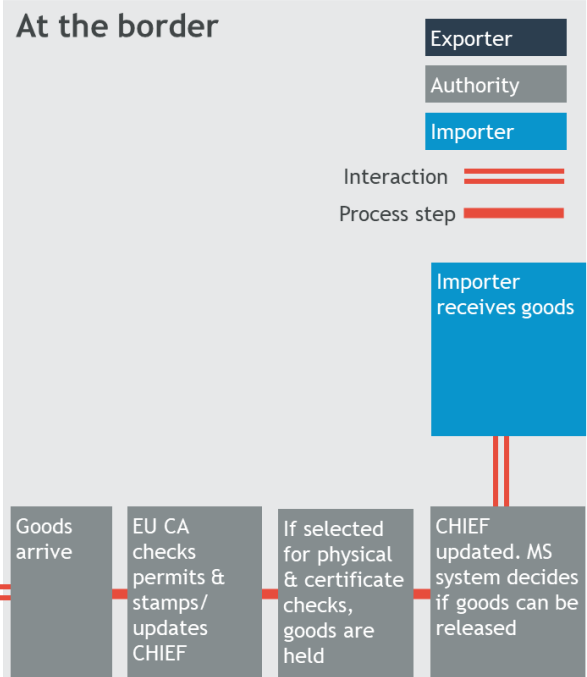 At the border
Exporter
Authority
Importer
Interaction
Process step
Importer
receives goods
Goods
arrive
EU CA
checks
permits &
stamps/
updates
CHIEF
If selected
for physical
& certificate
checks,
goods are
held
CHIEF
updated. MS
system decides
if goods can be
released